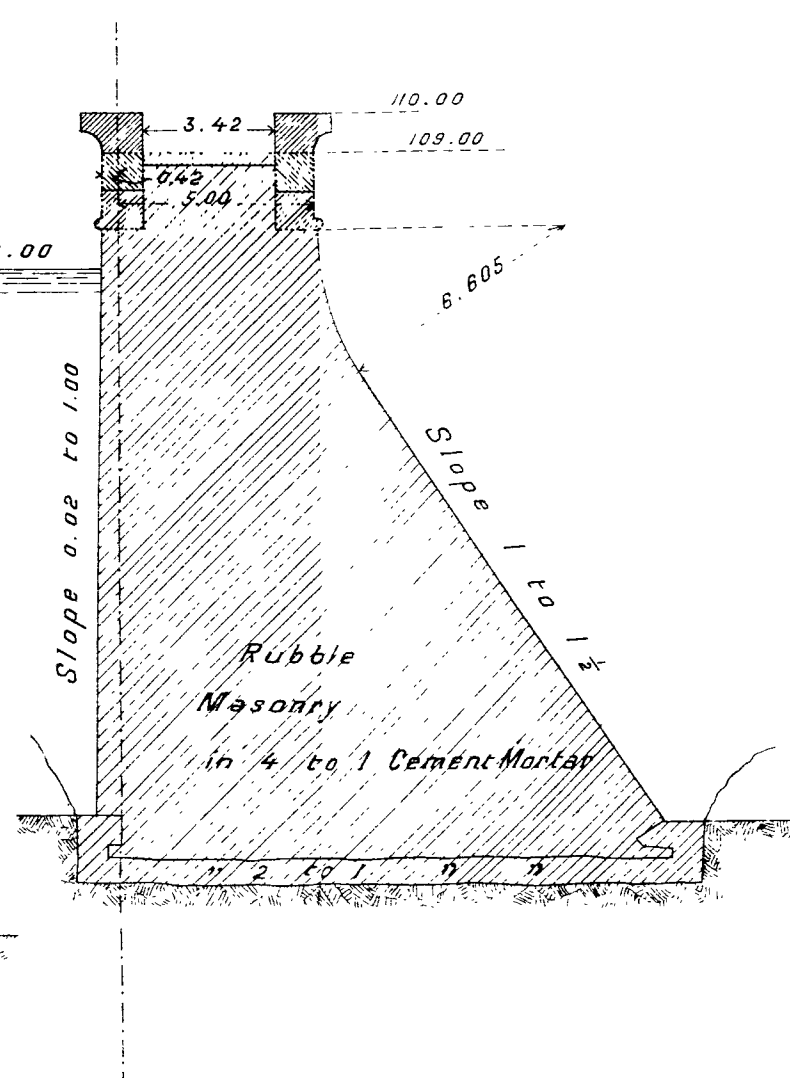 110.00
3.42
109.00
0.42
5.00
.00
6.605
Slope 0.02 to 1.00
Slope 1 to 1½
Rubble
Masonry
in 4 to 1 Cement Mortar
" 2 to 1 " "